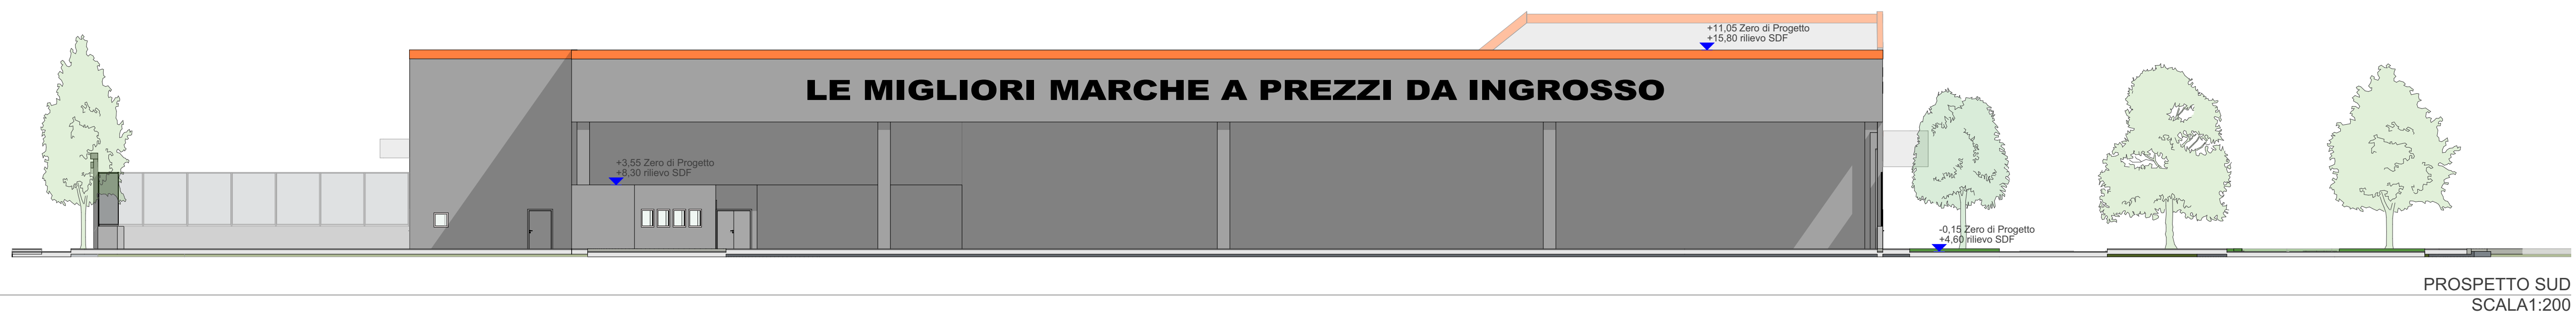 +11,05 Zero di Progetto
+15,80 rilievo SDF
LE MIGLIORI MARCHE A PREZZI DA INGROSSO
+3,55 Zero di Progetto
+8,30 rilievo SDF
-0,15 Zero di Progetto
+4,60 rilievo SDF
PROSPETTO SUD
SCALA1:200